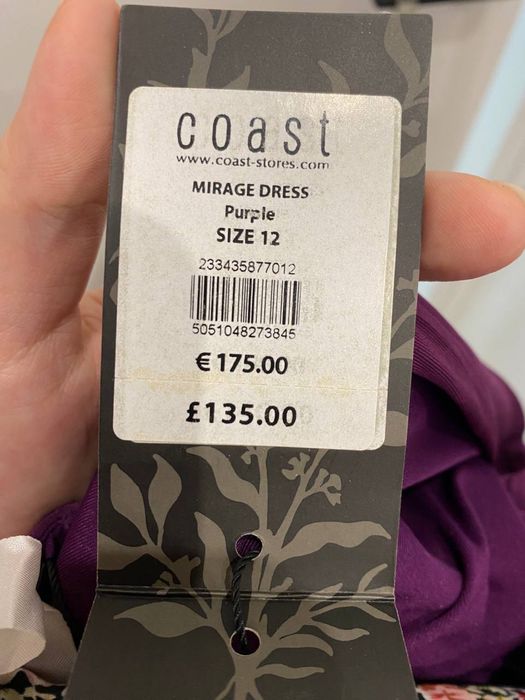 coast
www.coast-stores.com
MIRAGE DRESS
Purple
SIZE 12
233435877012
5051048273845
€175.00
£135.00